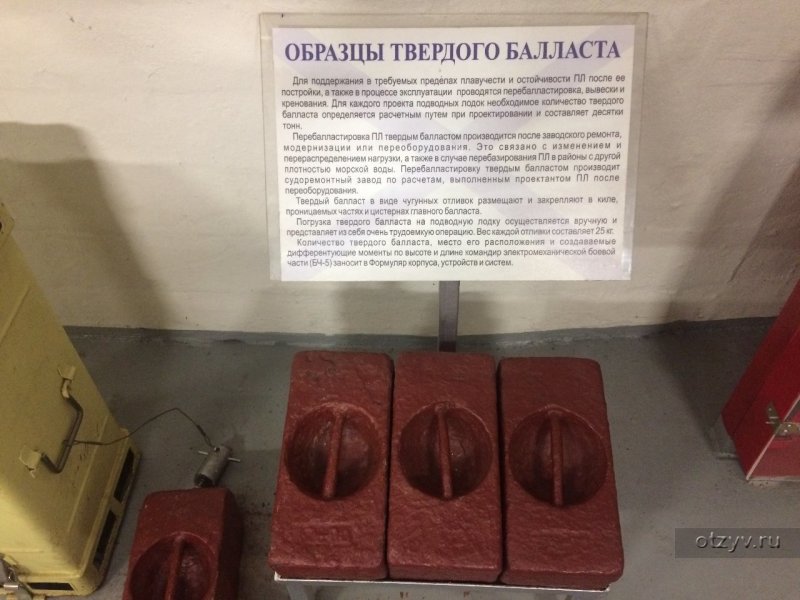 ОБРАЗЦЫ ТВЕРДОГО БАЛЛАСТА
Для поддержания в требуемых пределах плавучести и остойчивости ПЛ после ее
постройки, а также в процессе эксплуатации проводятся перебалластировка, вывески и
кренования. Для каждого проекта подводных лодок необходимое количество твердого
балласта определяется расчетным путем при проектировании и составляет десятки
тонн.
Перебалластировка ПЛ твердым балластом производится после заводского ремонта,
модернизации или переоборудования. Это связано с изменением и
перераспределением нагрузки, а также в случае перебазирования ПЛ в районы с другой
плотностью морской воды. Перебалластировку твердым балластом производит
судоремонтный завод по расчетам, выполненным проектантом ПЛ после
переоборудования.
Твердый балласт в виде чугунных отливок размещают и закрепляют в киле,
проницаемых частях и цистернах главного балласта.
Погрузка твердого балласта на подводную лодку осуществляется вручную и
представляет из себя очень трудоемкую операцию. Вес каждой отливки составляет 25 кг.
Количество твердого балласта, место его расположения и создаваемые
дифферентующие моменты по высоте и длине командир электромеханической боевой
части (БЧ-5) заносит в Формуляр корпуса, устройств и систем.
otzyv.ru